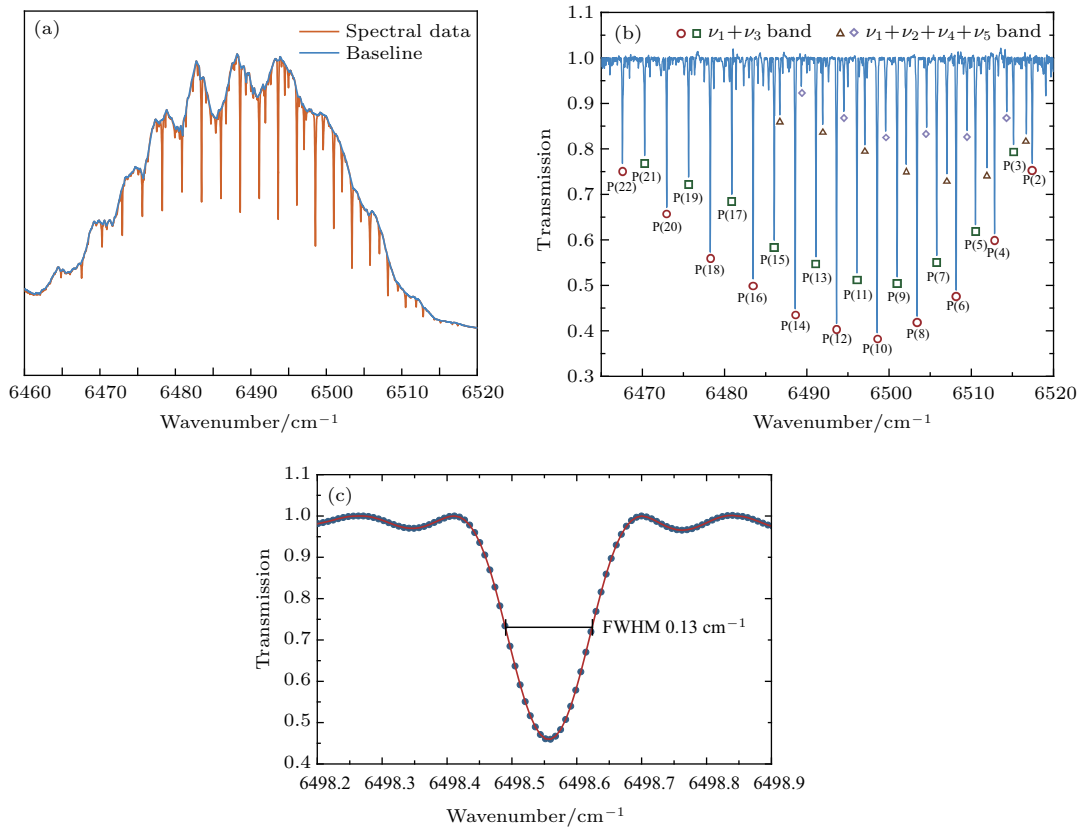 (a)
Spectral data
Baseline
6460 6470 6480 6490 6500 6510 6520
Wavenumber/cm⁻¹
(b)
ν₁+ν₃ band
ν₁+ν₂+ν₄+ν₅ band
1.1
1.0
0.9
0.8
0.7
0.6
0.5
0.4
0.3
Transmission
P(22)
P(21)
P(20)
P(19)
P(18)
P(17)
P(16)
P(15)
P(14)
P(13)
P(12)
P(11)
P(10)
P(9)
P(8)
P(7)
P(6)
P(5)
P(4)
P(3)
P(2)
6470 6480 6490 6500 6510 6520
Wavenumber/cm⁻¹
(c)
1.1
1.0
0.9
0.8
0.7
0.6
0.5
0.4
Transmission
FWHM 0.13 cm⁻¹
6498.2 6498.3 6498.4 6498.5 6498.6 6498.7 6498.8 6498.9
Wavenumber/cm⁻¹